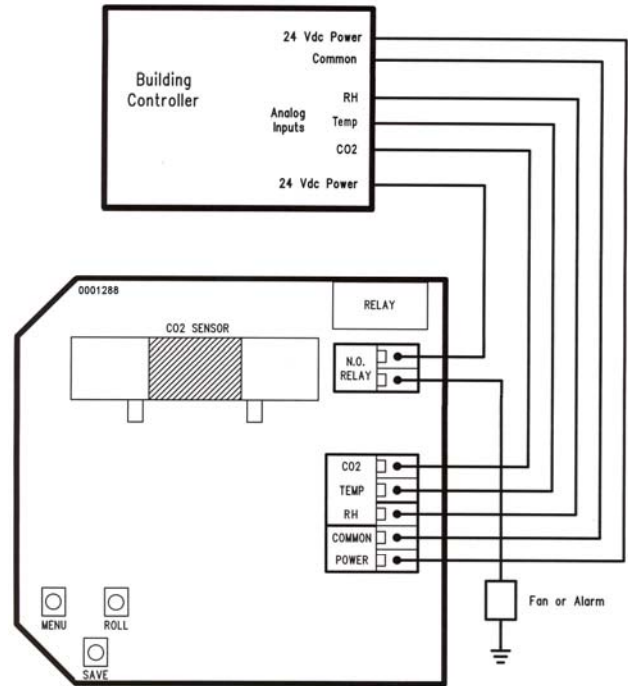 24 Vdc Power
Common
Building
Controller
RH
Analog
Inputs
Temp
CO2
24 Vdc Power
0001288
RELAY
CO2 SENSOR
N.O.
RELAY
CO2
TEMP
RH
COMMON
POWER
Fan or Alarm
MENU
ROLL
SAVE